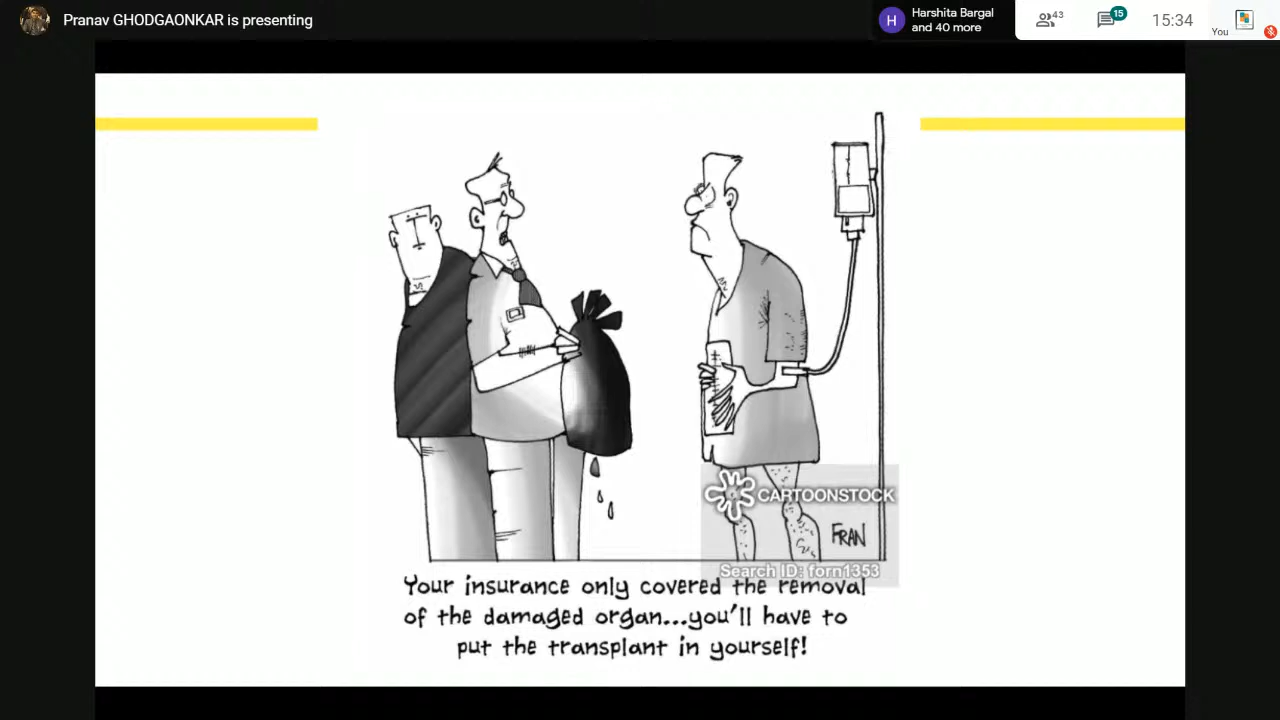 Pranav GHODGAONKAR is presenting
H
Harshita Bargal
and 40 more
43
15
15:34
You
CARTOONSTOCK
FRAN
Search ID: forn1353
Your insurance only covered the removal
of the damaged organ...you'll have to
put the transplant in yourself!